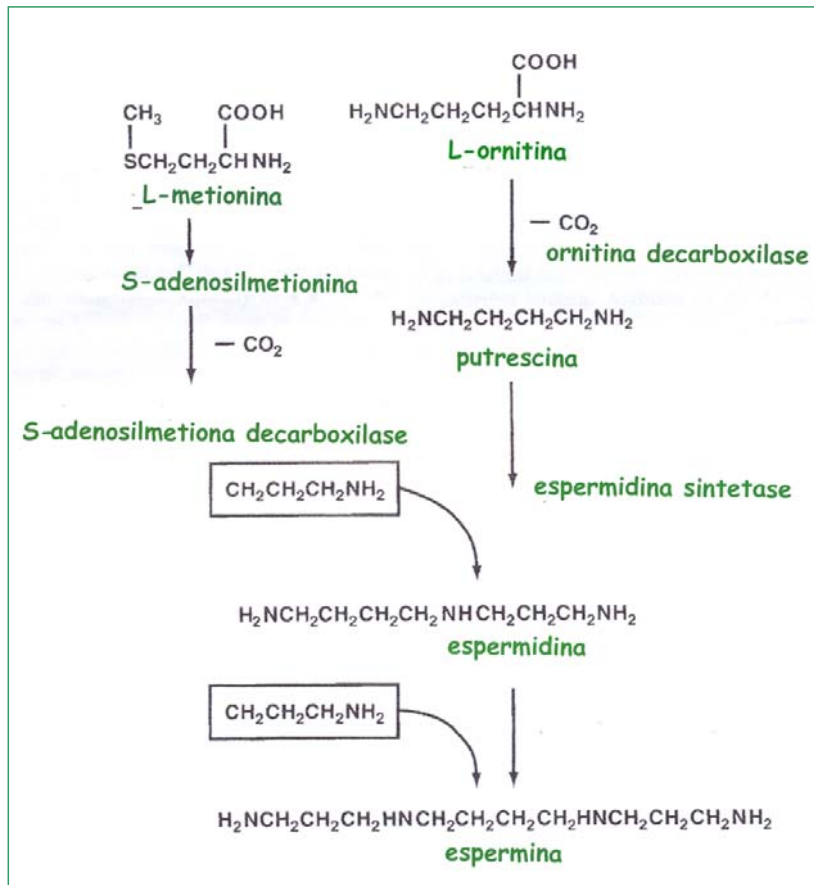 COOH
CH₃ COOH
H₂NCH₂CH₂CH₂CHNH₂
SCH₂CH₂CHNH₂
L-ornitina
L-metionina
— CO₂
ornitina decarboxilase
S-adenosilmetionina
H₂NCH₂CH₂CH₂CH₂NH₂
— CO₂
putrescina
S-adenosilmetiona decarboxilase
CH₂CH₂CH₂NH₂
espermidina sintetase
H₂NCH₂CH₂CH₂CH₂NHCH₂CH₂CH₂NH₂
espermidina
CH₂CH₂CH₂NH₂
H₂NCH₂CH₂CH₂HNCH₂CH₂CH₂CH₂HNCH₂CH₂CH₂NH₂
espermina